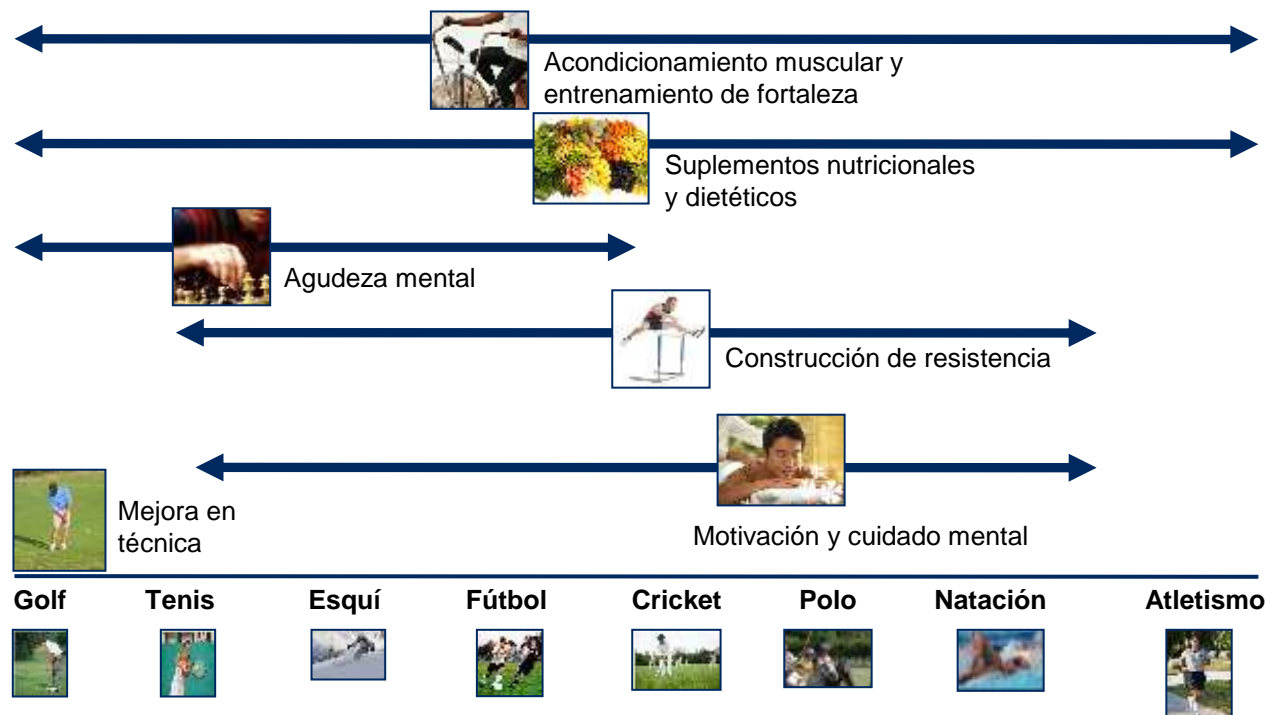 Acondicionamiento muscular y
entrenamiento de fortaleza
Suplementos nutricionales
y dietéticos
Agudeza mental
Construcción de resistencia
Mejora en
técnica
Motivación y cuidado mental
Golf Tenis Esquí Fútbol Cricket Polo Natación Atletismo